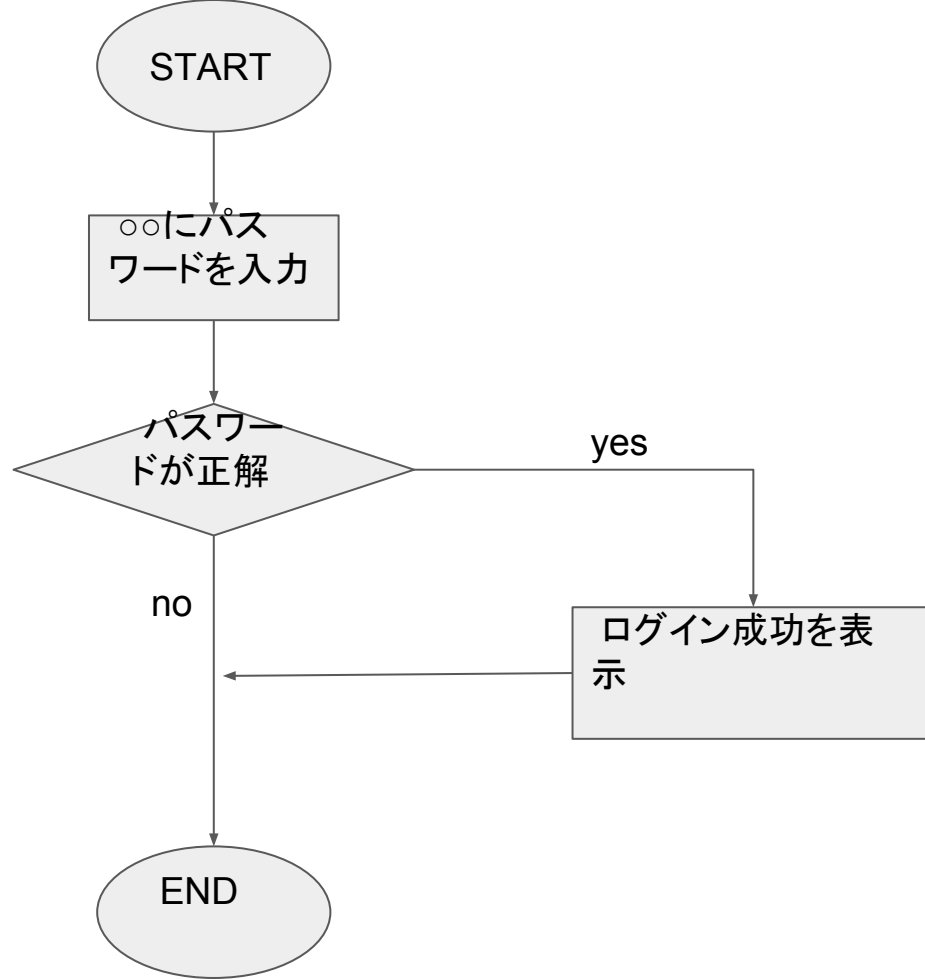 START
○○にパス
ワードを入力
パスワー
ドが正解
yes
no
ログイン成功を表
示
END